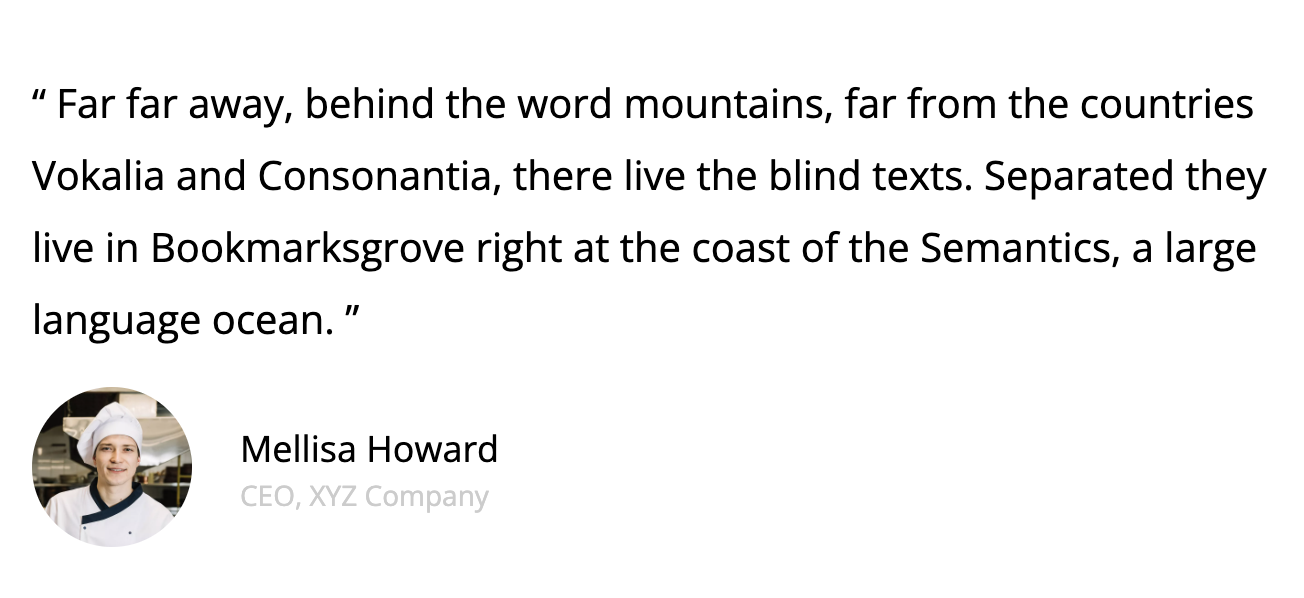 “ Far far away, behind the word mountains, far from the countries
Vokalia and Consonantia, there live the blind texts. Separated they
live in Bookmarksgrove right at the coast of the Semantics, a large
language ocean. ”
Mellisa Howard
CEO, XYZ Company